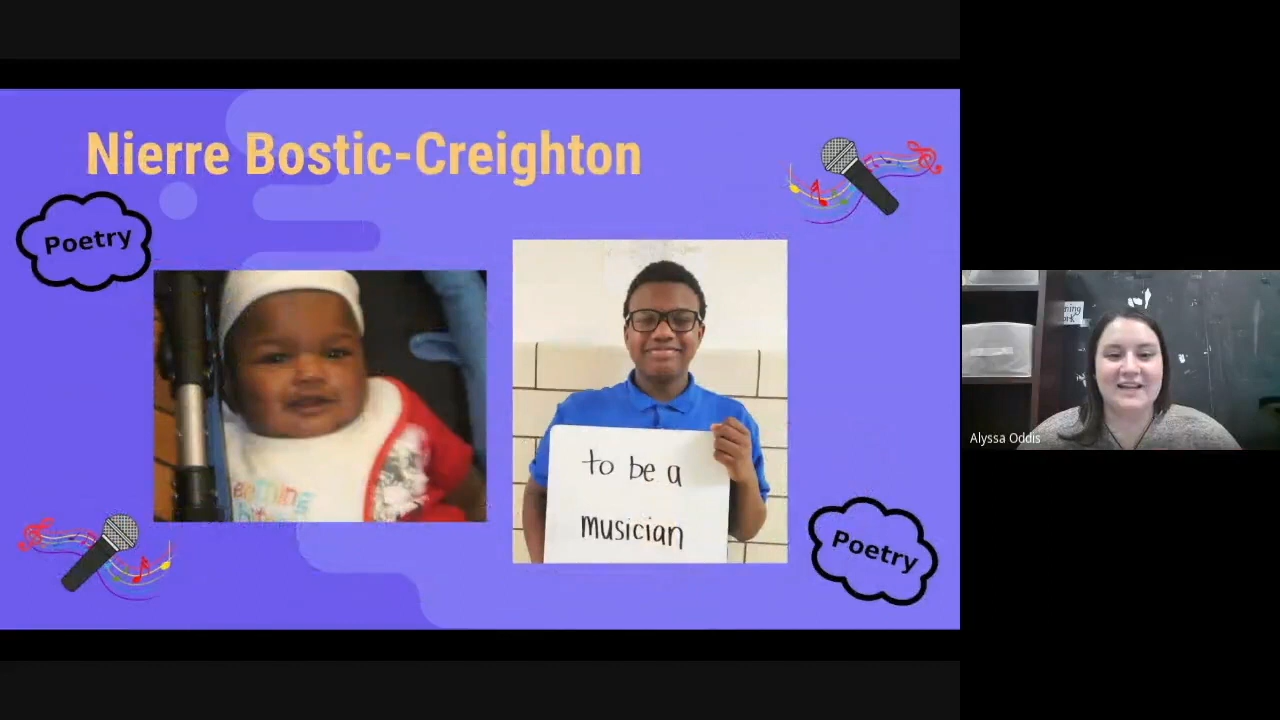 Nierre Bostic-Creighton
Poetry
to be a
musician
Poetry
Alyssa Oddis